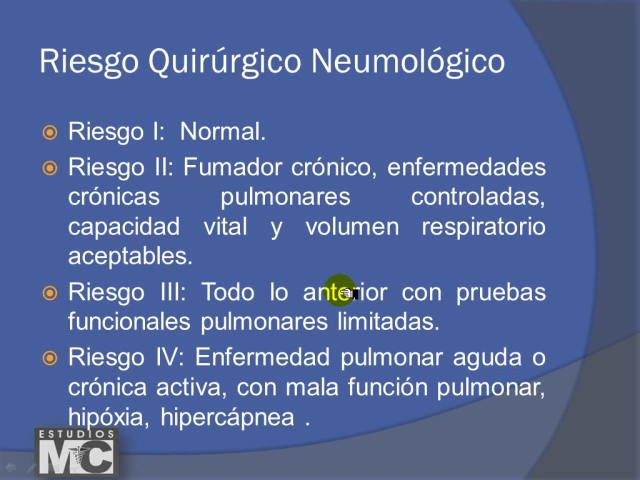 Riesgo Quirúrgico Neumológico
Riesgo I: Normal.
Riesgo II: Fumador crónico, enfermedades
crónicas pulmonares controladas,
capacidad vital y volumen respiratorio
aceptables.
Riesgo III: Todo lo anterior con pruebas
funcionales pulmonares limitadas.
Riesgo IV: Enfermedad pulmonar aguda o
crónica activa, con mala función pulmonar,
hipóxia, hipercápnea .
ESTUDIOS
MC